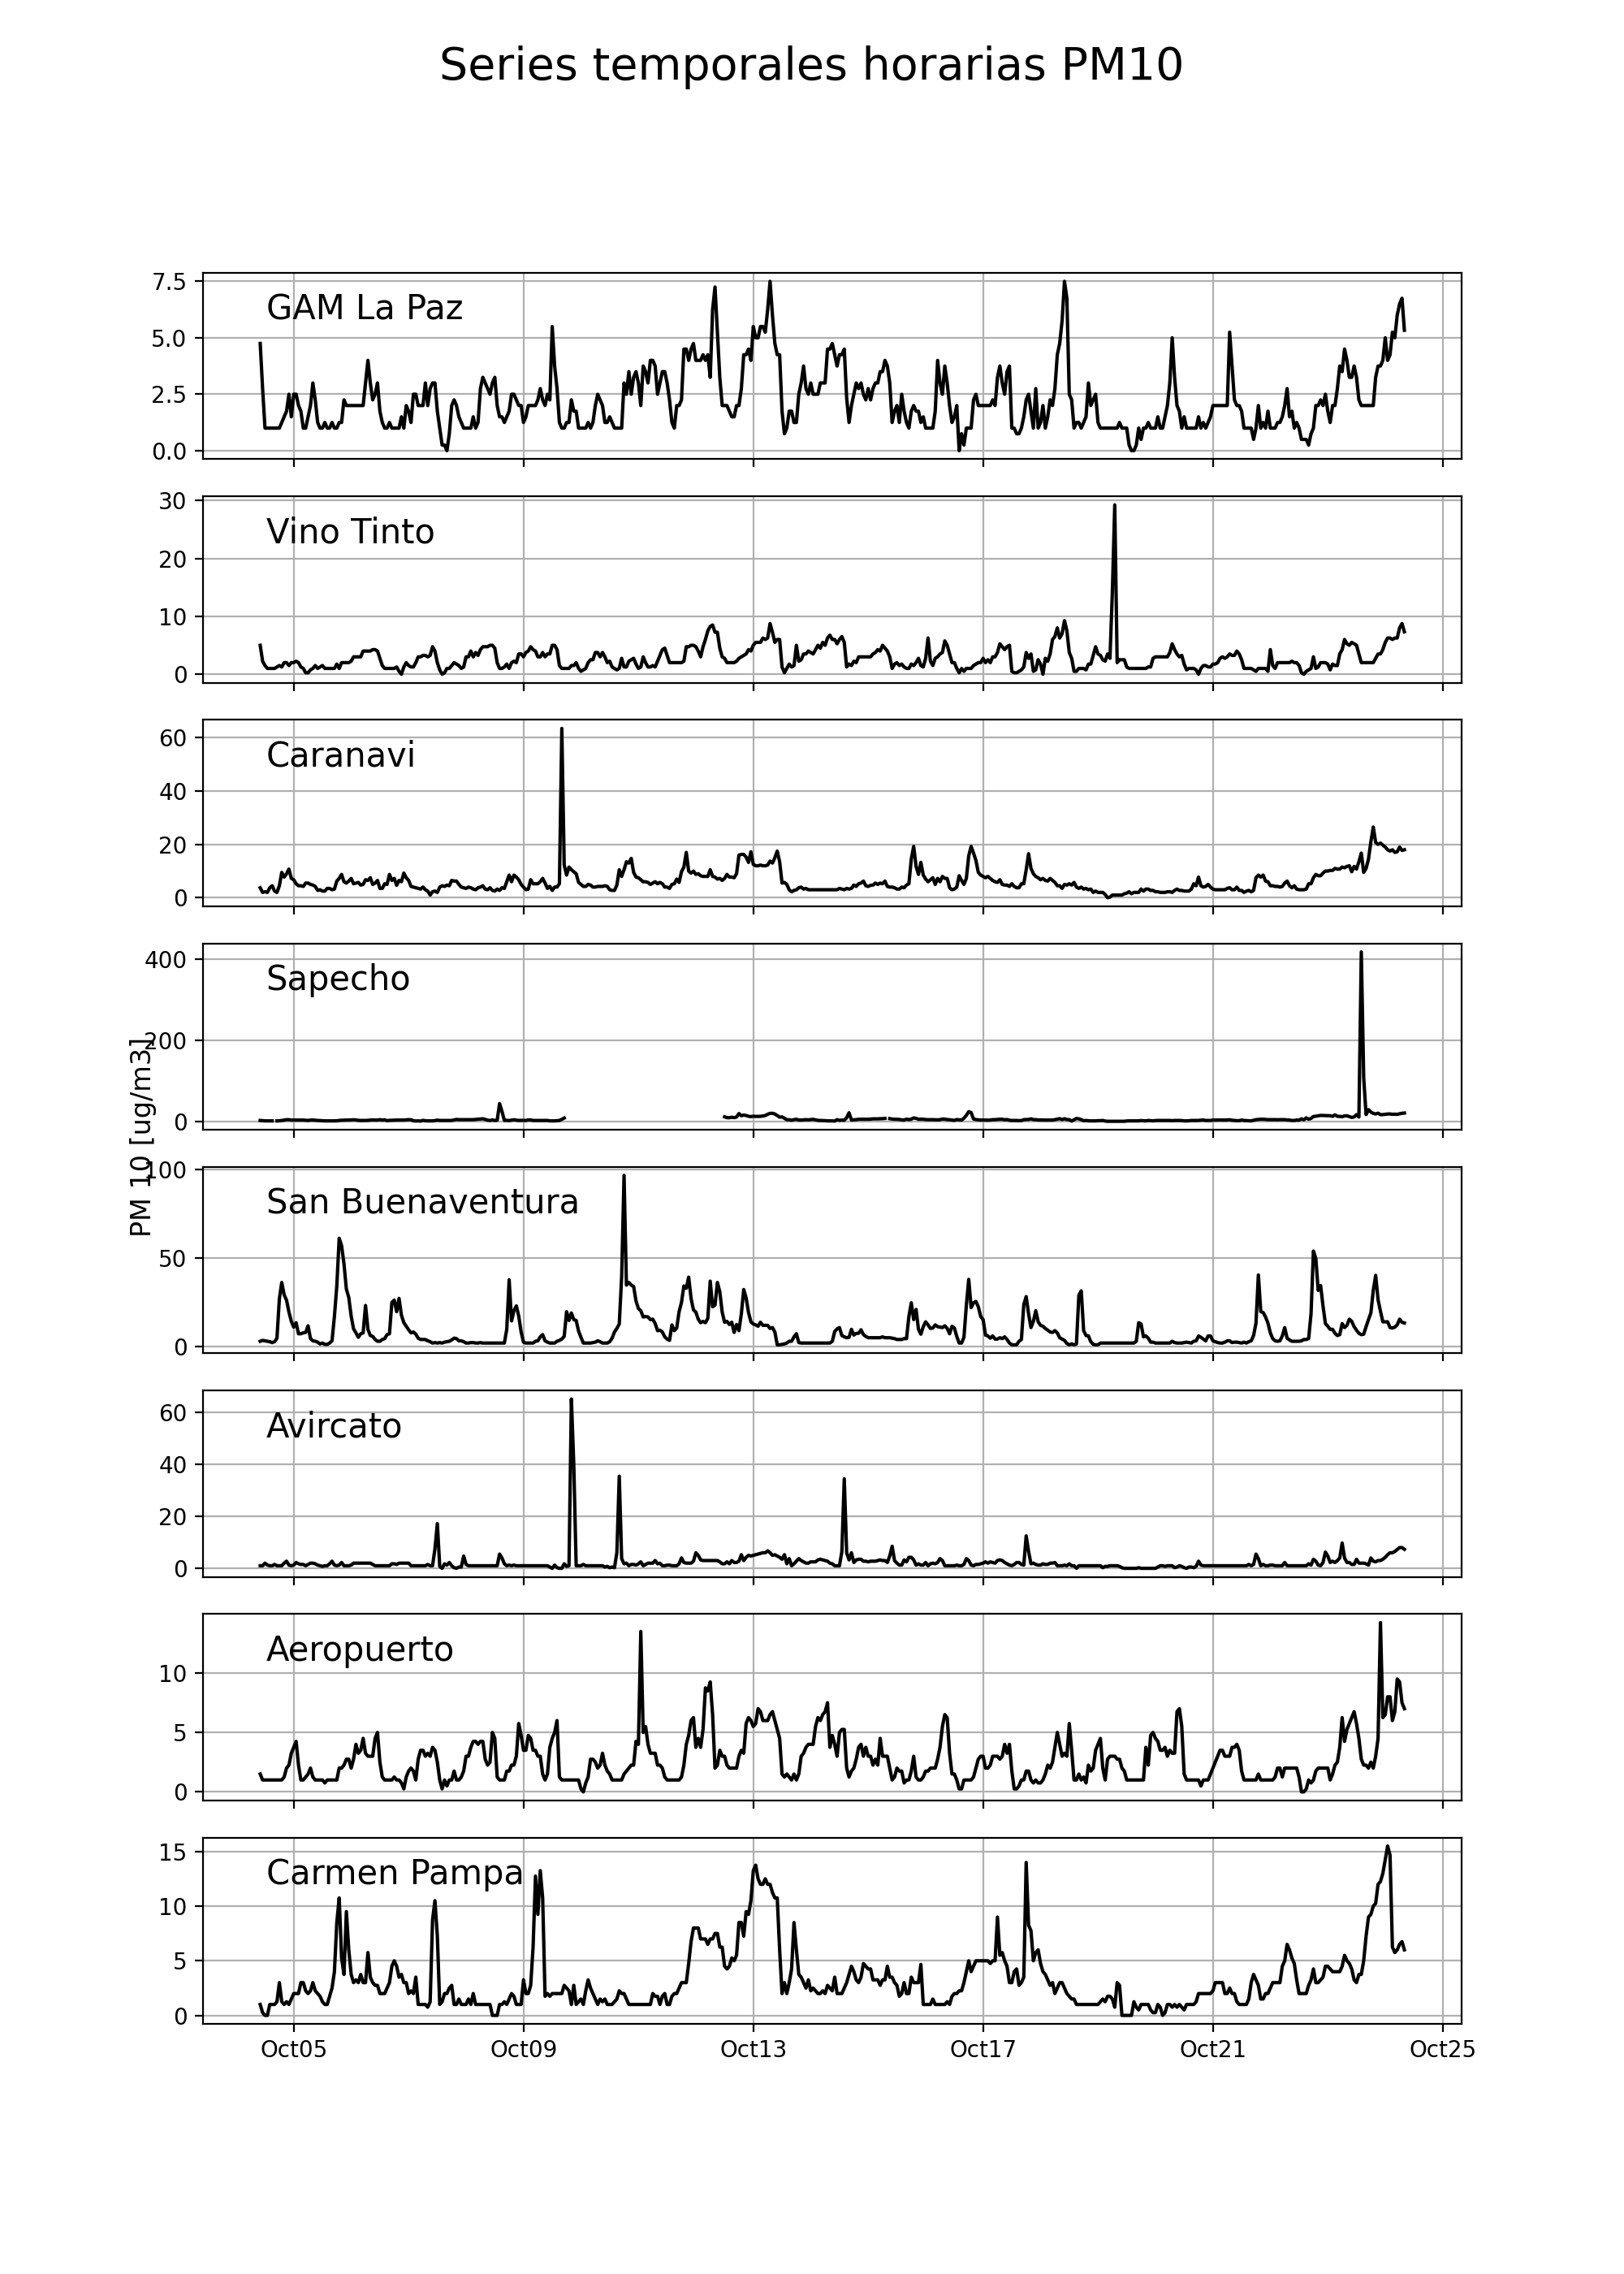 Series temporales horarias PM10
7.5
5.0
2.5
0.0
GAM La Paz
30
20
10
0
Vino Tinto
60
40
20
0
Caranavi
400
200
0
Sapecho
PM 10 [ug/m3]
100
50
0
San Buenaventura
60
40
20
0
Avircato
10
5
0
Aeropuerto
15
10
5
0
Carmen Pampa
Oct05 Oct09 Oct13 Oct17 Oct21 Oct25